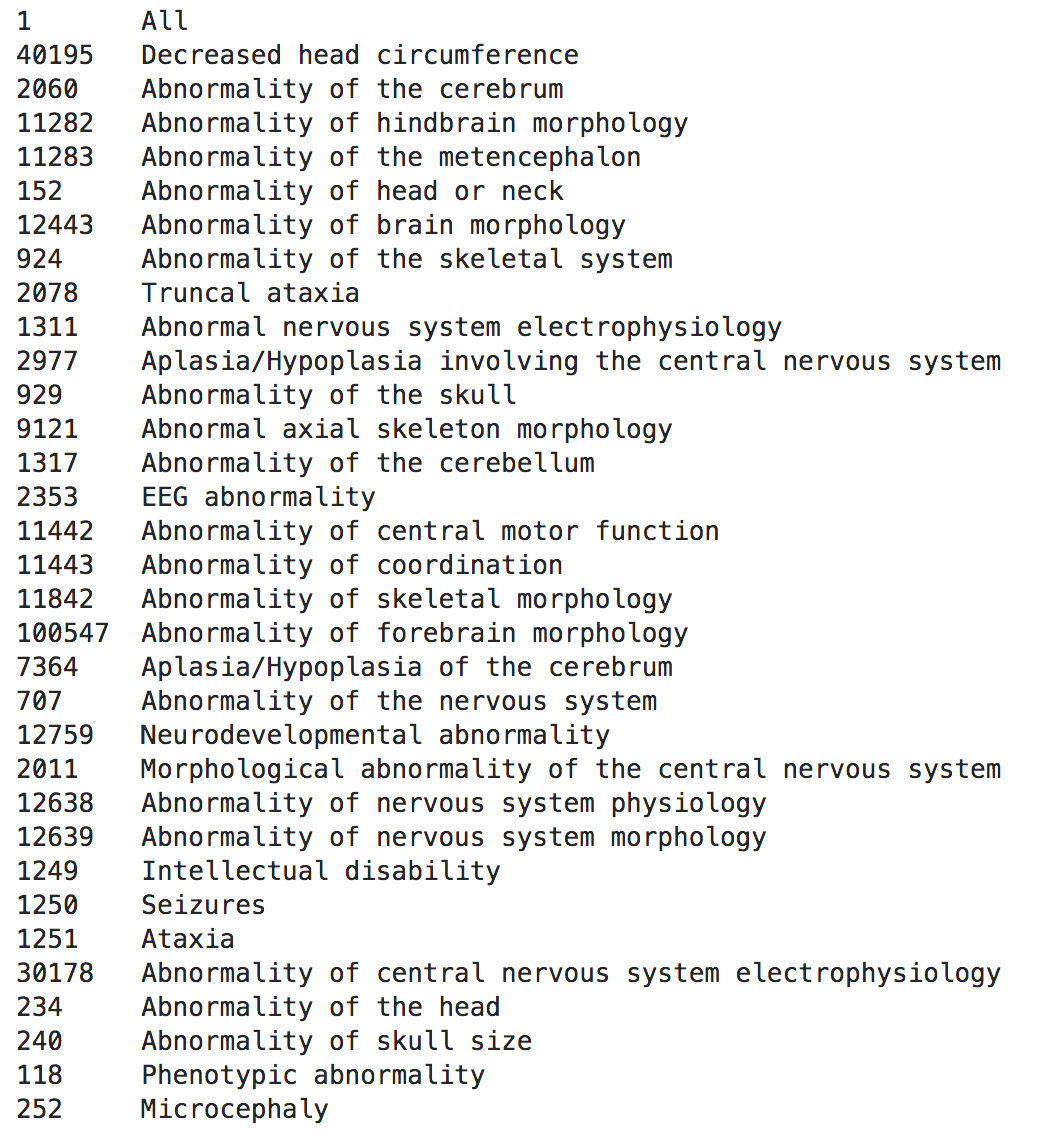 1 All
40195 Decreased head circumference
2060 Abnormality of the cerebrum
11282 Abnormality of hindbrain morphology
11283 Abnormality of the metencephalon
152 Abnormality of head or neck
12443 Abnormality of brain morphology
924 Abnormality of the skeletal system
2078 Truncal ataxia
1311 Abnormal nervous system electrophysiology
2977 Aplasia/Hypoplasia involving the central nervous system
929 Abnormality of the skull
9121 Abnormal axial skeleton morphology
1317 Abnormality of the cerebellum
2353 EEG abnormality
11442 Abnormality of central motor function
11443 Abnormality of coordination
11842 Abnormality of skeletal morphology
100547 Abnormality of forebrain morphology
7364 Aplasia/Hypoplasia of the cerebrum
707 Abnormality of the nervous system
12759 Neurodevelopmental abnormality
2011 Morphological abnormality of the central nervous system
12638 Abnormality of nervous system physiology
12639 Abnormality of nervous system morphology
1249 Intellectual disability
1250 Seizures
1251 Ataxia
30178 Abnormality of central nervous system electrophysiology
234 Abnormality of the head
240 Abnormality of skull size
118 Phenotypic abnormality
252 Microcephaly